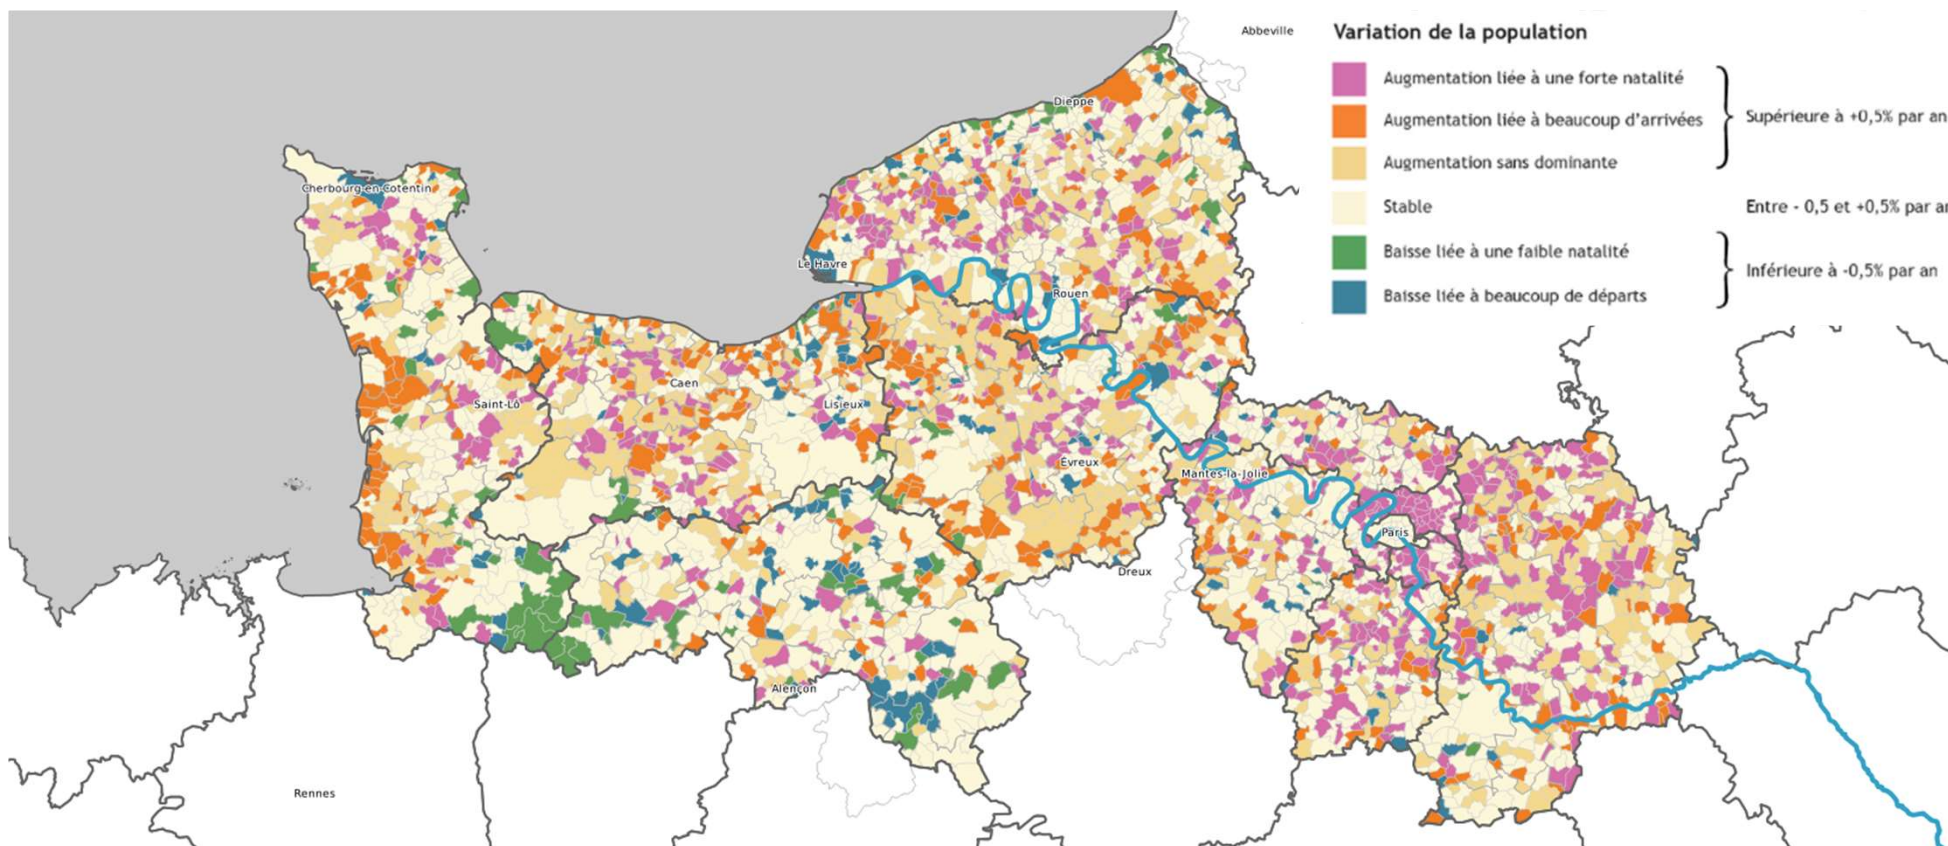 Variation de la population
Augmentation liée à une forte natalité
Augmentation liée à beaucoup d'arrivées
Supérieure à +0,5% par an
Augmentation sans dominante
Stable
Entre - 0,5 et +0,5% par an
Baisse liée à une faible natalité
Inférieure à -0,5% par an
Baisse liée à beaucoup de départs
Abbeville
Dieppe
Cherbourg-en-Cotentin
Le Havre
Rouen
Caen
Saint-Lô
Lisieux
Évreux
Mantes-la-Jolie
Paris
Dreux
Alençon
Rennes